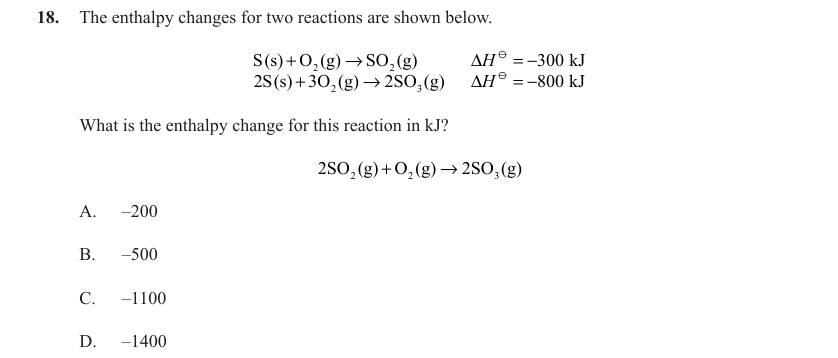 18. The enthalpy changes for two reactions are shown below.
S(s)+O₂(g)→SO₂(g) ΔH⦵ =–300 kJ
2S(s)+3O₂(g)→2SO₃(g) ΔH⦵ =–800 kJ
What is the enthalpy change for this reaction in kJ?
2SO₂(g)+O₂(g)→2SO₃(g)
A. –200
B. –500
C. –1100
D. –1400